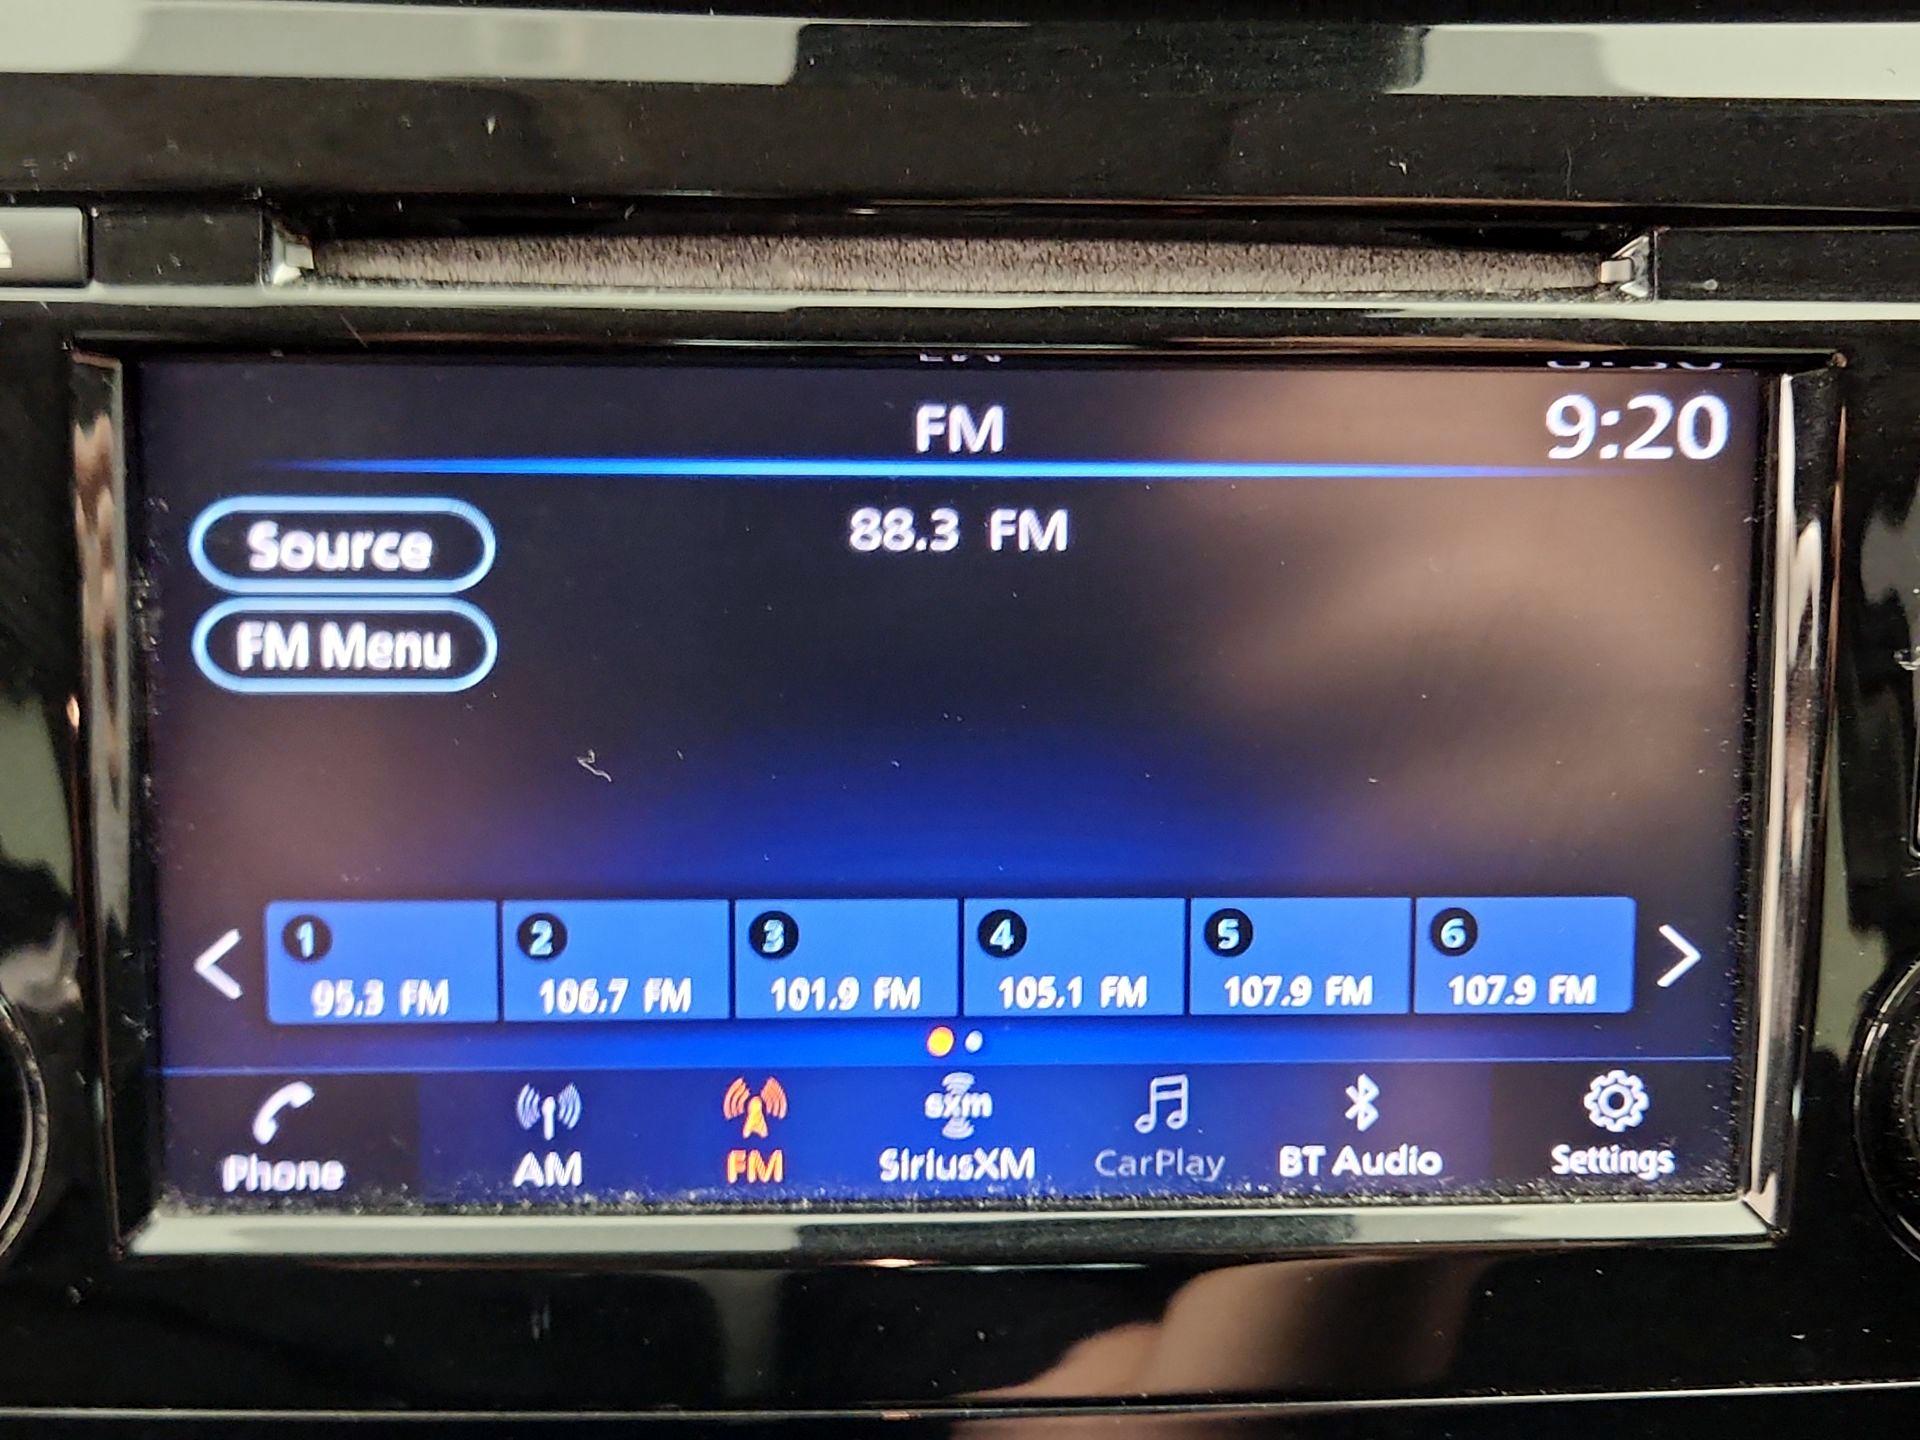 FM
9:20
Source
88.3 FM
FM Menu
1 2 3 4 5 6
95.3 FM 106.7 FM 101.9 FM 105.1 FM 107.9 FM 107.9 FM
sxm
Phone AM FM SiriusXM CarPlay BT Audio Settings